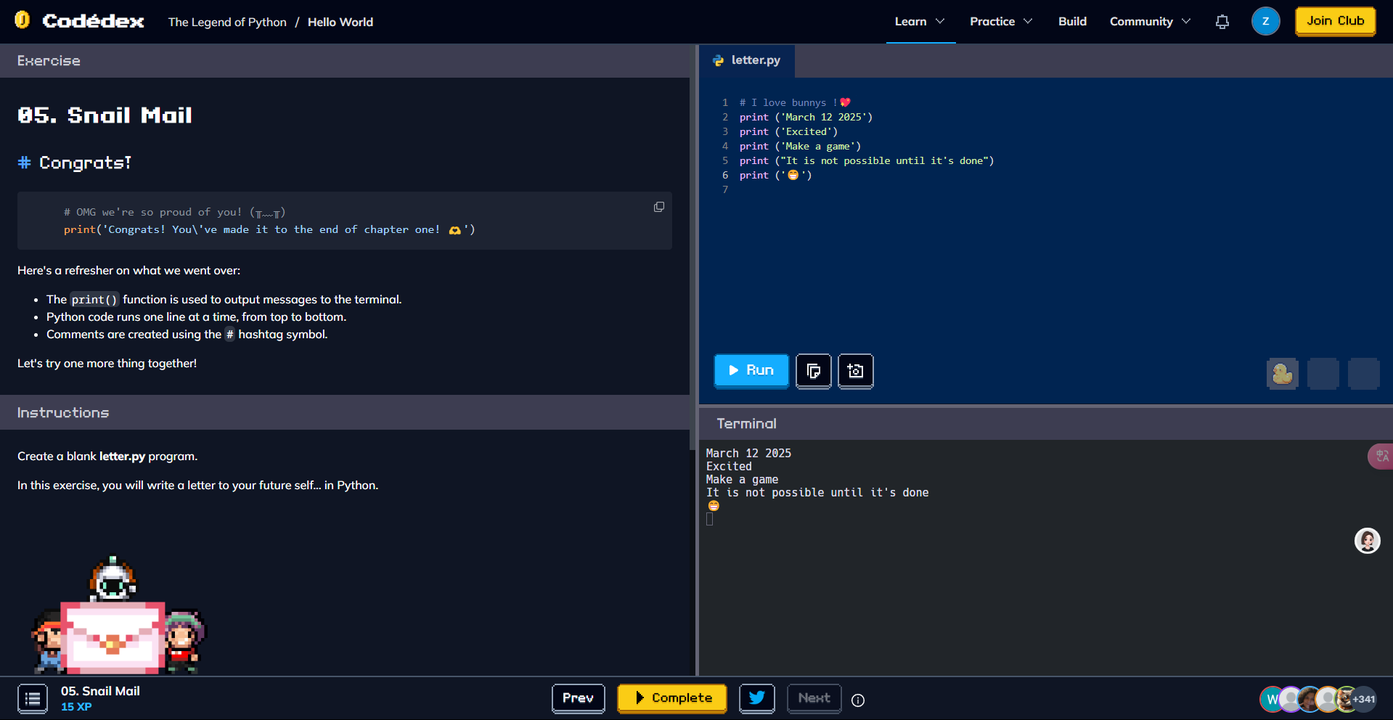 Codédex
The Legend of Python / Hello World
Learn
Practice
Build
Community
Z
Join Club
Exercise
05. Snail Mail
# Congrats!
# OMG we're so proud of you! (╥﹏╥)
print('Congrats! You\'ve made it to the end of chapter one! 🫶 ')
Here's a refresher on what we went over:
• The print() function is used to output messages to the terminal.
• Python code runs one line at a time, from top to bottom.
• Comments are created using the # hashtag symbol.
Let's try one more thing together!
Instructions
Create a blank letter.py program.
In this exercise, you will write a letter to your future self... in Python.
letter.py
1 # I love bunnys !💖
2 print ('March 12 2025')
3 print ('Excited')
4 print ('Make a game')
5 print ("It is not possible until it's done")
6 print ('😁 ')
7
Run
Terminal
March 12 2025
Excited
Make a game
It is not possible until it's done
😁
中
A
05. Snail Mail
15 XP
Prev
Complete
Next
W
+341